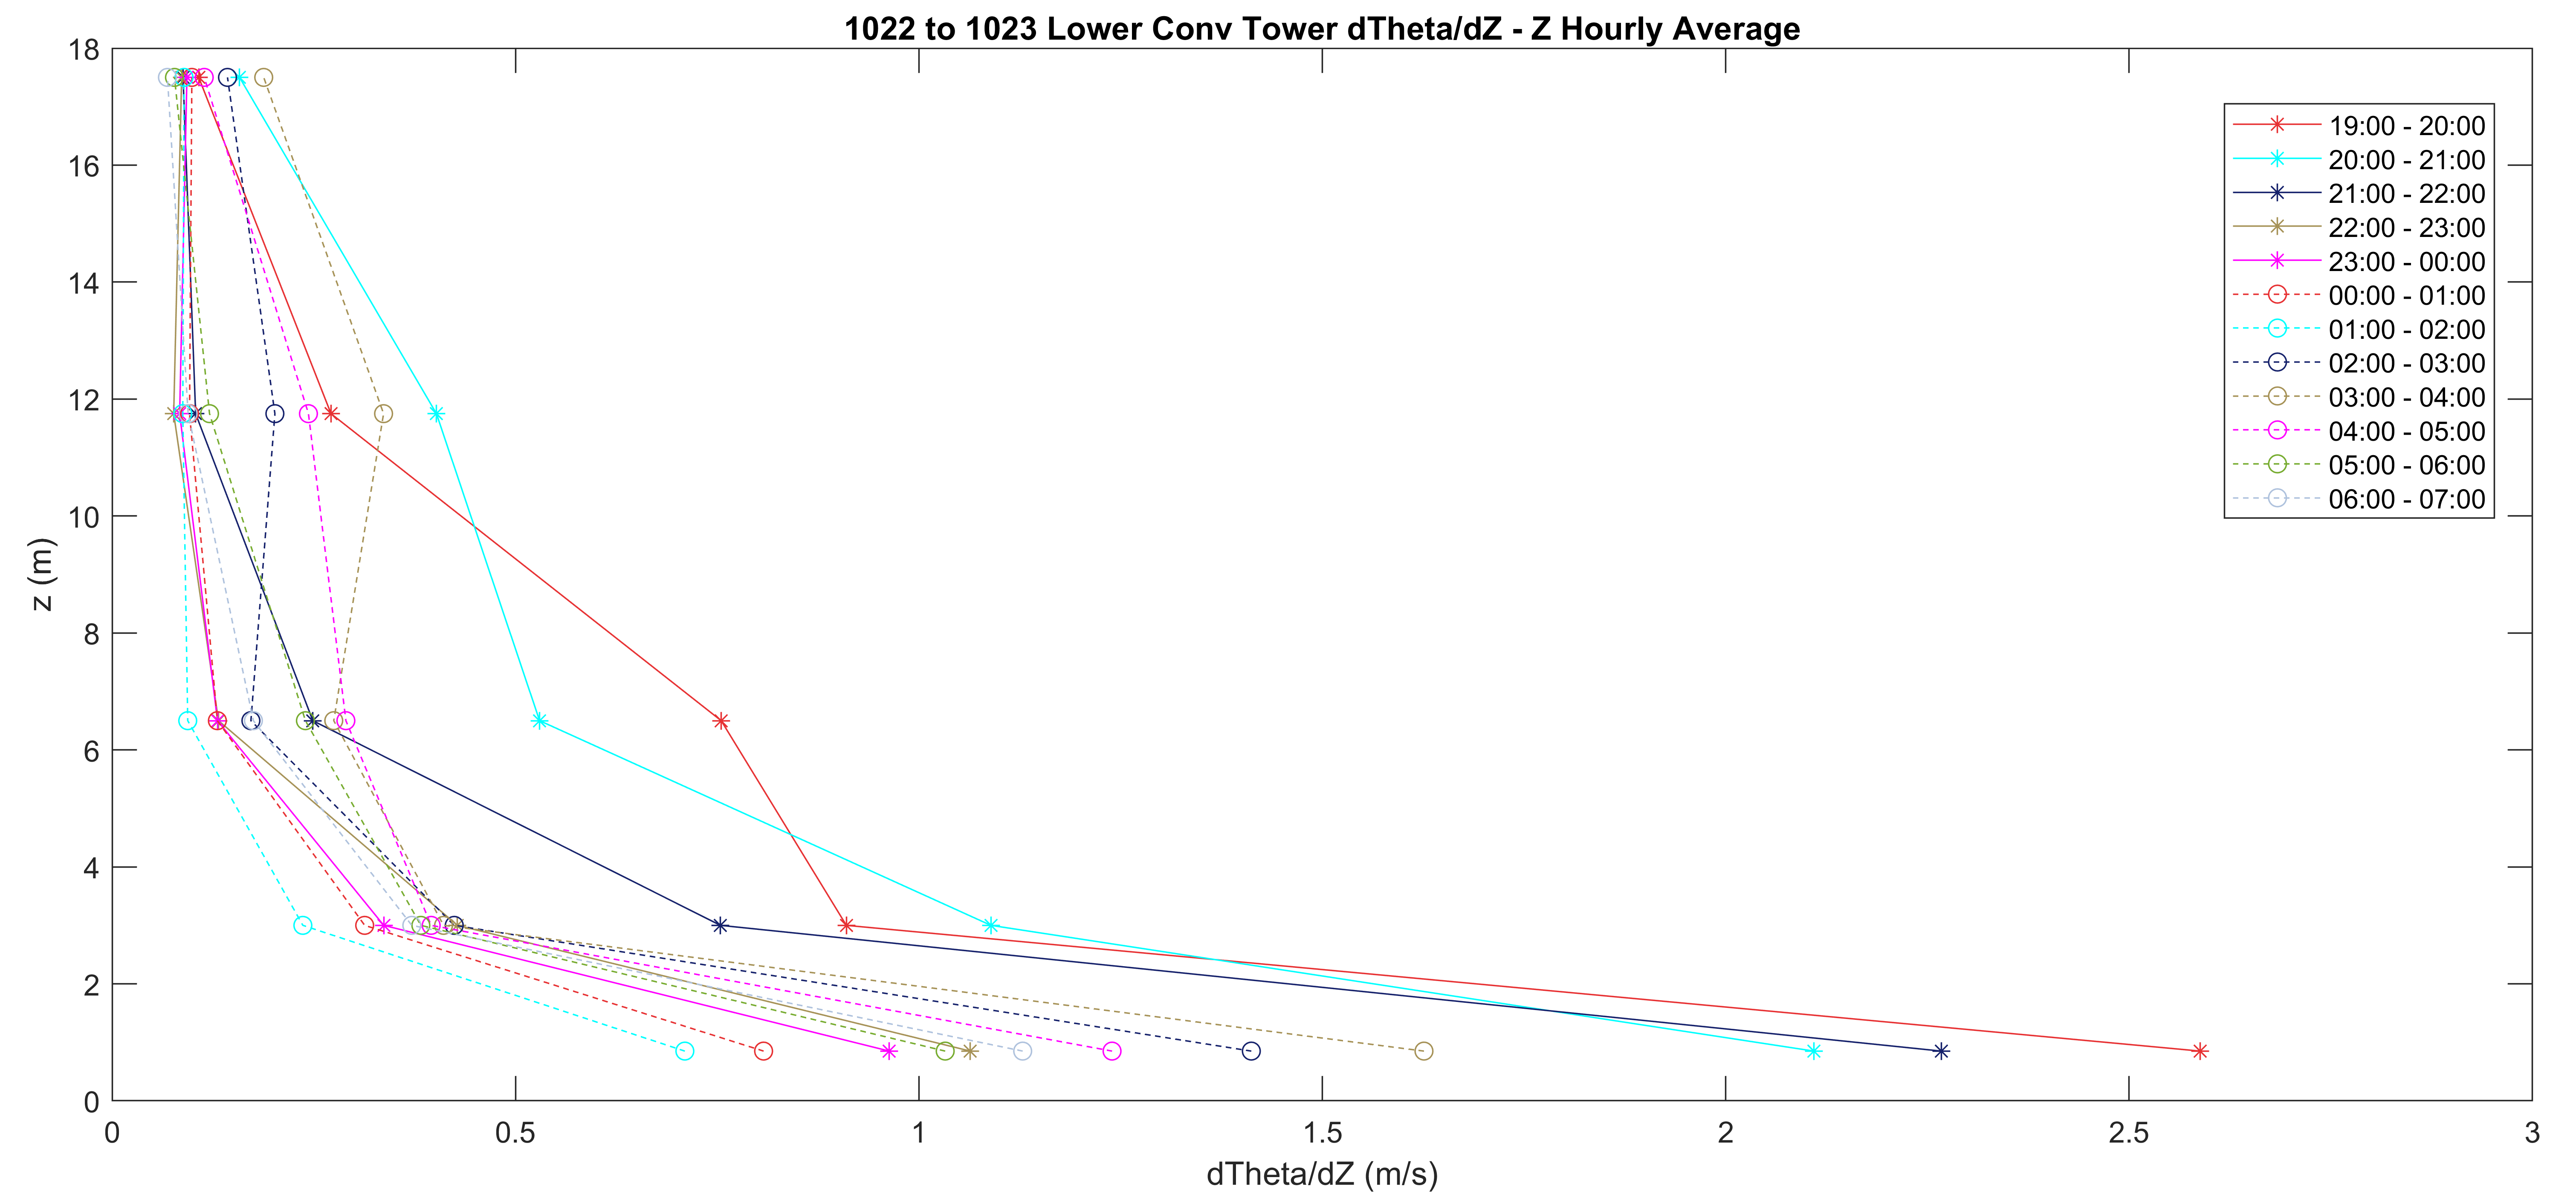 1022 to 1023 Lower Conv Tower dTheta/dZ - Z Hourly Average
18
16
14
12
10
8
6
4
2
0
z (m)
19:00 - 20:00
20:00 - 21:00
21:00 - 22:00
22:00 - 23:00
23:00 - 00:00
00:00 - 01:00
01:00 - 02:00
02:00 - 03:00
03:00 - 04:00
04:00 - 05:00
05:00 - 06:00
06:00 - 07:00
0 0.5 1 1.5 2 2.5 3
dTheta/dZ (m/s)